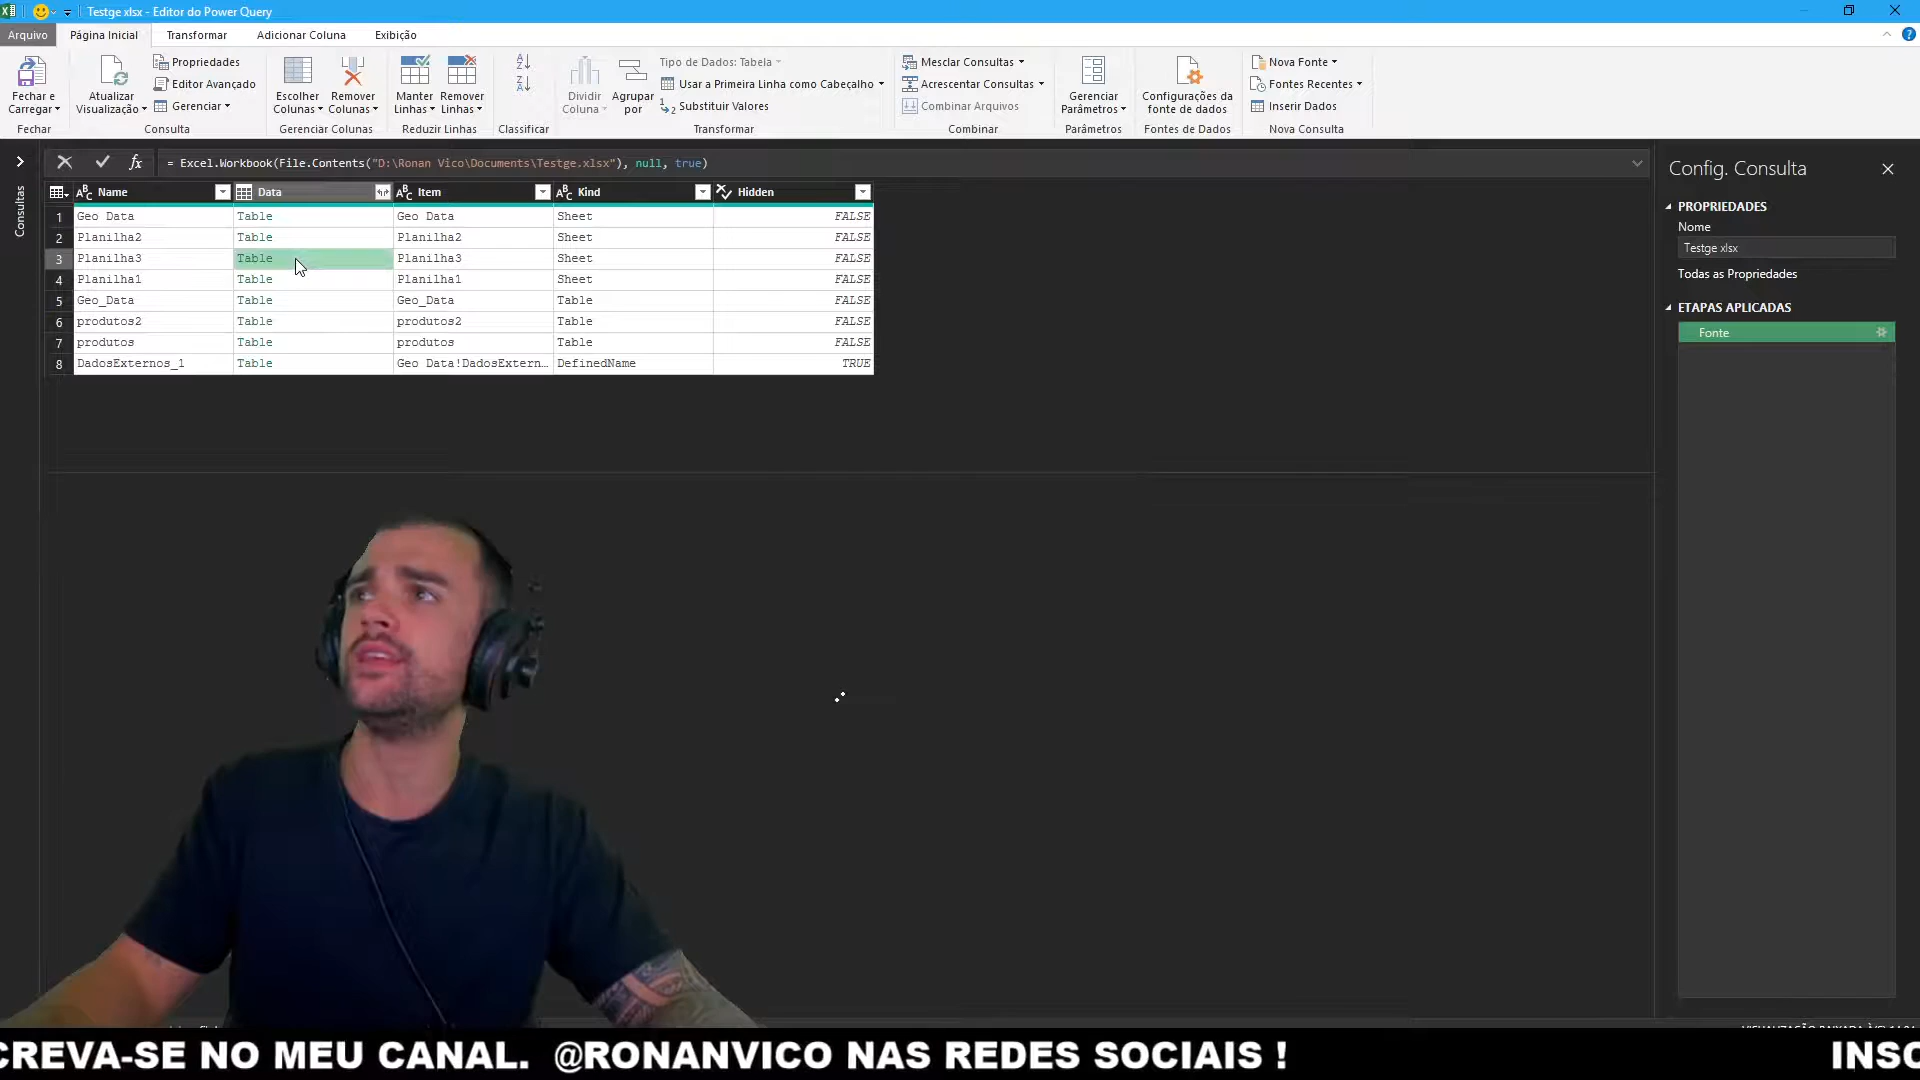 Testge xlsx - Editor do Power Query
Arquivo
Página Inicial
Transformar
Adicionar Coluna
Exibição
Fechar e
Carregar
Fechar
Atualizar
Visualização
Propriedades
Editor Avançado
Gerenciar
Consulta
Escolher
Colunas
Remover
Colunas
Gerenciar Colunas
Manter
Linhas
Remover
Linhas
Reduzir Linhas
Classificar
Dividir
Coluna
Agrupar
por
Tipo de Dados: Tabela
Usar a Primeira Linha como Cabeçalho
Substituir Valores
Transformar
Mesclar Consultas
Acrescentar Consultas
Combinar Arquivos
Combinar
Gerenciar
Parâmetros
Parâmetros
Configurações da
fonte de dados
Fontes de Dados
Nova Fonte
Fontes Recentes
Inserir Dados
Nova Consulta
Consultas
fx
= Excel.Workbook(File.Contents("D:\Ronan Vico\Documents\Testge.xlsx"), null, true)
Name Data Item Kind Hidden
1 Geo Data Table Geo Data Sheet FALSE
2 Planilha2 Table Planilha2 Sheet FALSE
3 Planilha3 Table Planilha3 Sheet FALSE
4 Planilha1 Table Planilha1 Sheet FALSE
5 Geo_Data Table Geo_Data Table FALSE
6 produtos2 Table produtos2 Table FALSE
7 produtos Table produtos Table FALSE
8 DadosExternos_1 Table Geo Data!DadosExtern... DefinedName TRUE
Config. Consulta
PROPRIEDADES
Nome
Testge xlsx
Todas as Propriedades
ETAPAS APLICADAS
Fonte
CREVA-SE NO MEU CANAL. @RONANVICO NAS REDES SOCIAIS ! INSC